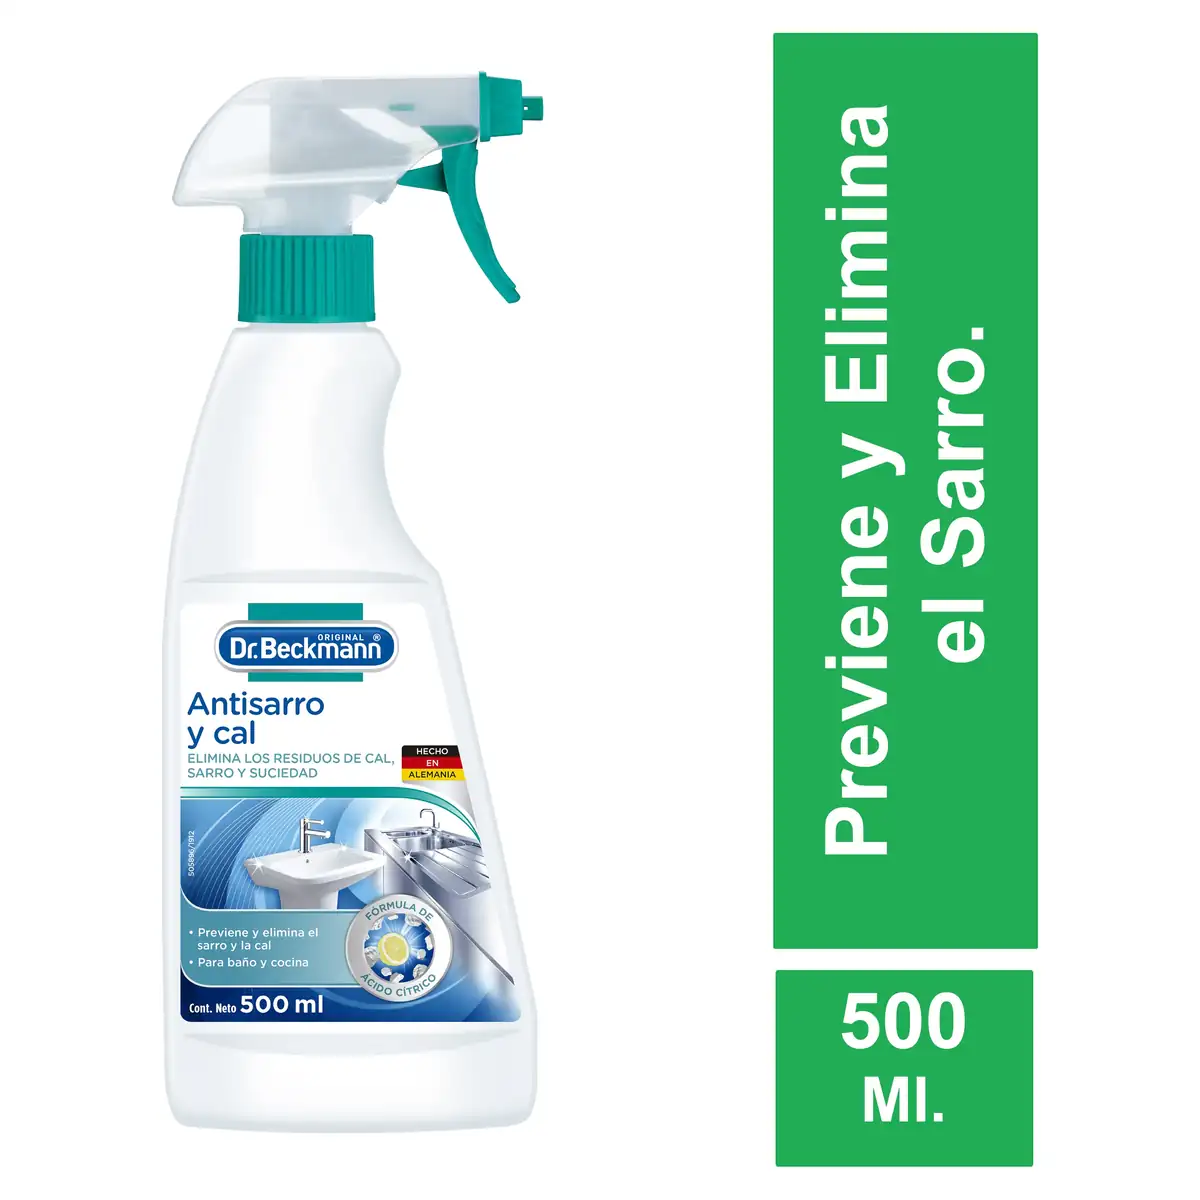 ORIGINAL
Dr.Beckmann®
Antisarro
y cal
ELIMINA LOS RESIDUOS DE CAL,
SARRO Y SUCIEDAD
HECHO
EN
ALEMANIA
505896/1912
FÓRMULA DE
ÁCIDO CÍTRICO
• Previene y elimina el
sarro y la cal
• Para baño y cocina
Cont. Neto 500 ml
Previene y Elimina
el Sarro.
500
Ml.